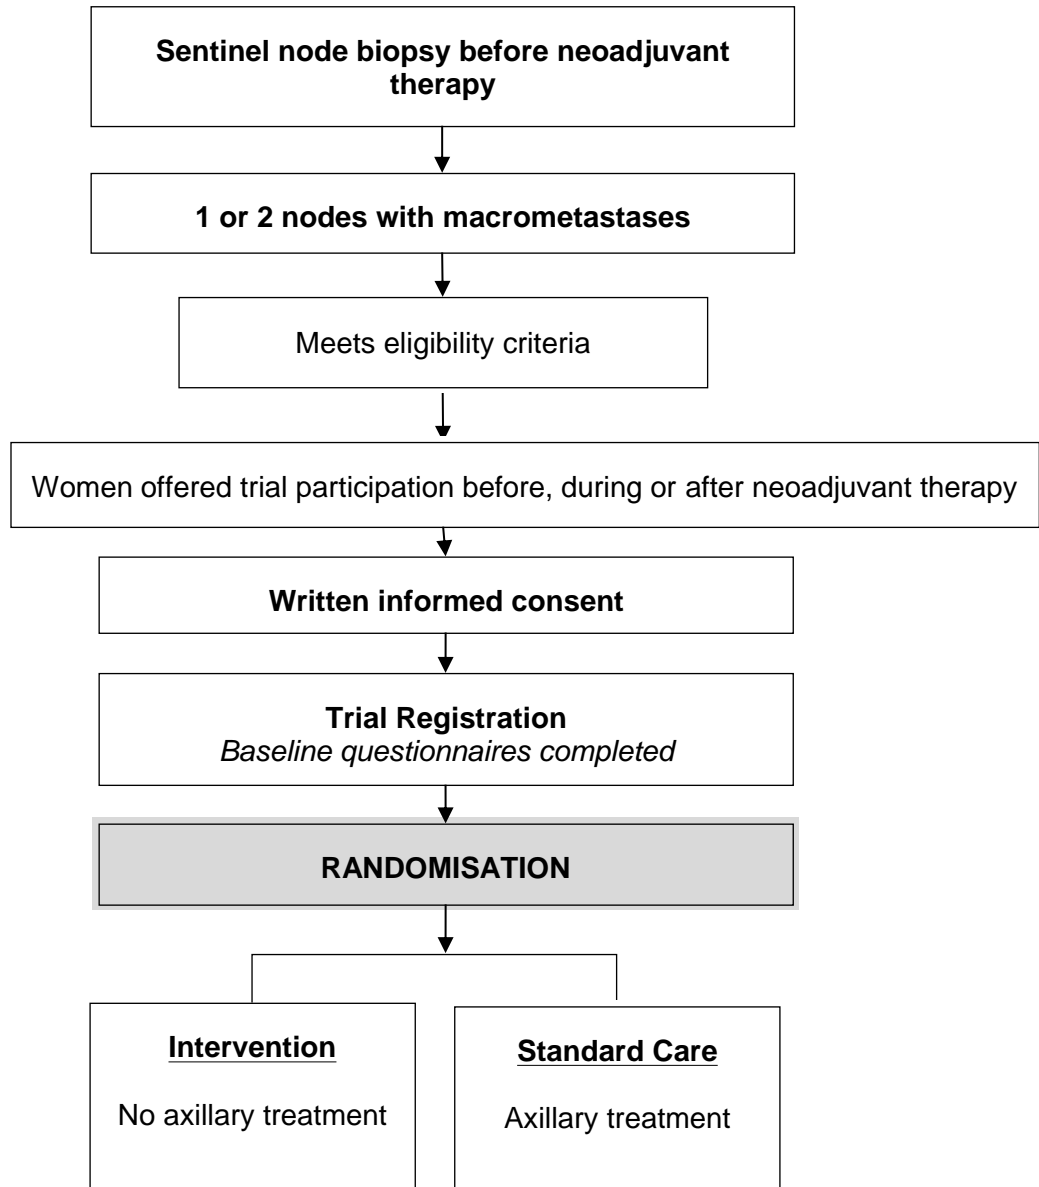 Sentinel node biopsy before neoadjuvant
therapy
1 or 2 nodes with macrometastases
Meets eligibility criteria
Women offered trial participation before, during or after neoadjuvant therapy
Written informed consent
Trial Registration
Baseline questionnaires completed
RANDOMISATION
Intervention
No axillary treatment
Standard Care
Axillary treatment